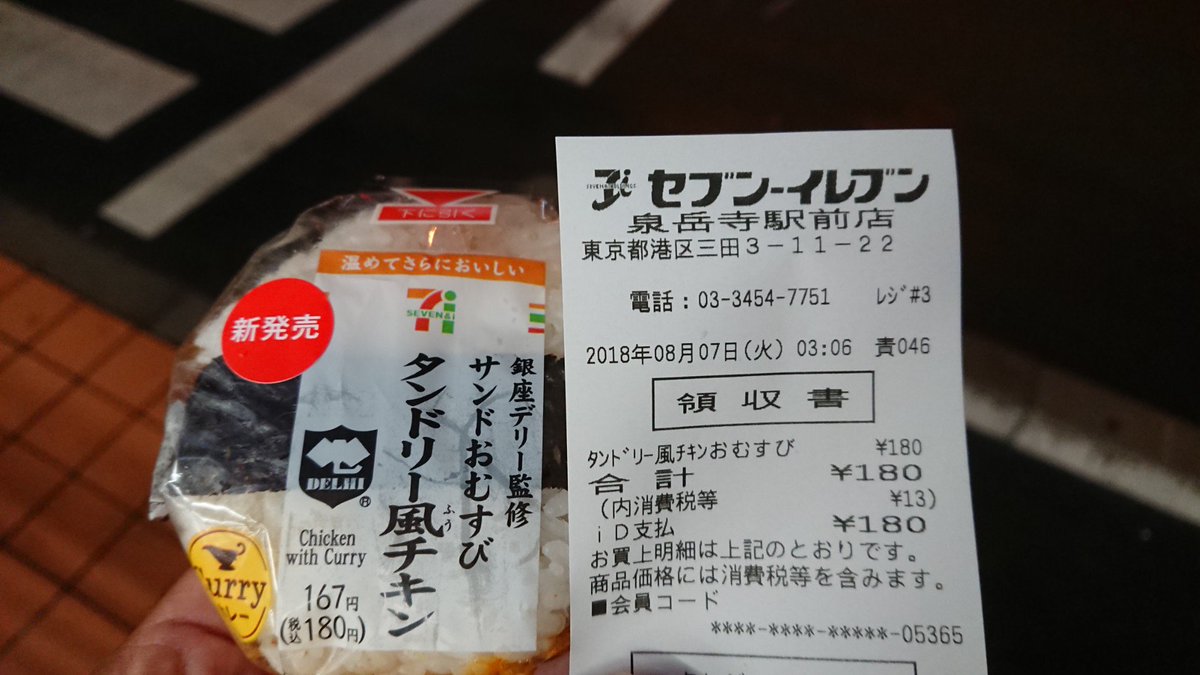 下に引く
温めてさらにおいしい
SEVEN&i
新発売
銀座デリー監修
サンドおむすび
タンドリー風チキン
ふう
DELHI
®
Chicken
with Curry
167円
(税込180円)
Curry
カレー
セブン-イレブン
泉岳寺駅前店
東京都港区三田3-11-22
電話:03-3454-7751 レジ#3
2018年08月07日(火) 03:06 責046
領収書
タンドリー風チキンおむすび ¥180
合計 ¥180
(内消費税等 ¥13)
iD支払 ¥180
お買上明細は上記のとおりです。
商品価格には消費税等を含みます。
■会員コード
****-****-*****-05365